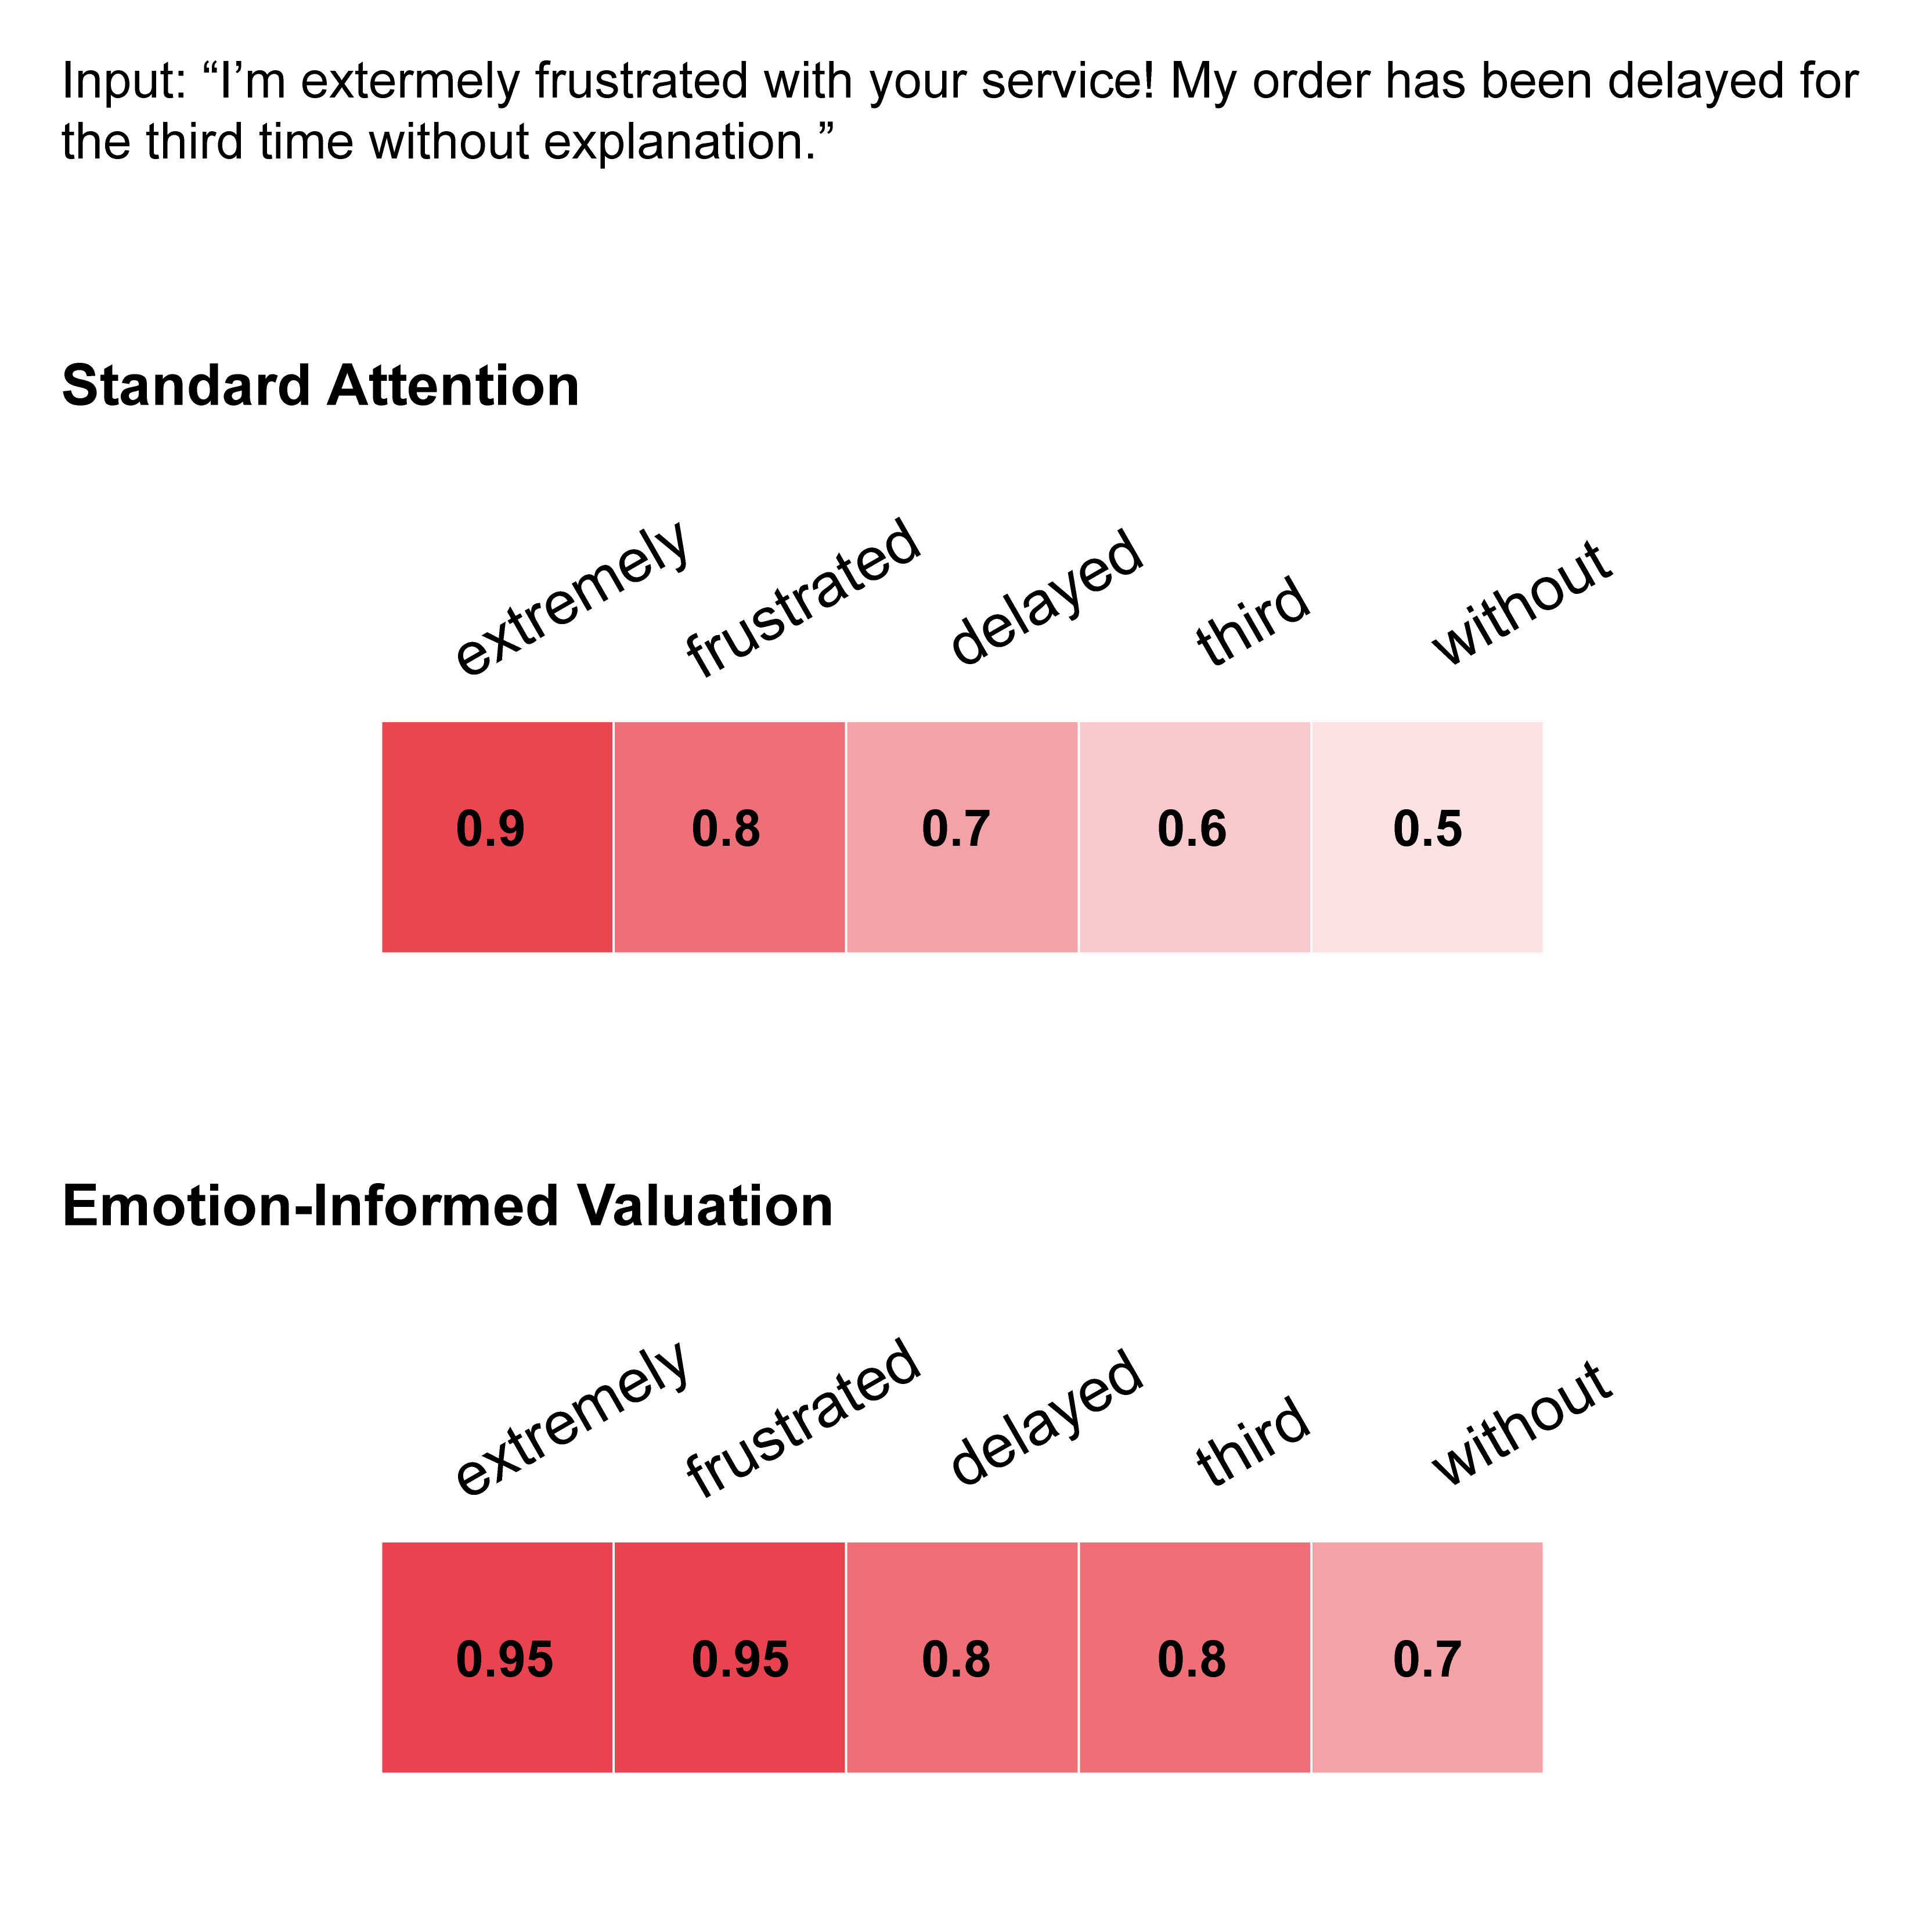 Input: “I’m extermely frustrated with your service! My order has been delayed for
the third time without explanation.”
Standard Attention
extremely frustrated delayed third without
0.9 0.8 0.7 0.6 0.5
Emotion-Informed Valuation
extremely frustrated delayed third without
0.95 0.95 0.8 0.8 0.7